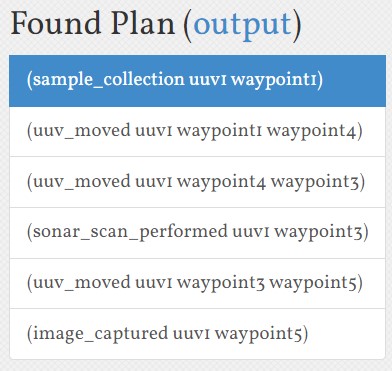 Found Plan (output)
(sample_collection uuv1 waypoint1)
(uuv_moved uuv1 waypoint1 waypoint4)
(uuv_moved uuv1 waypoint4 waypoint3)
(sonar_scan_performed uuv1 waypoint3)
(uuv_moved uuv1 waypoint3 waypoint5)
(image_captured uuv1 waypoint5)